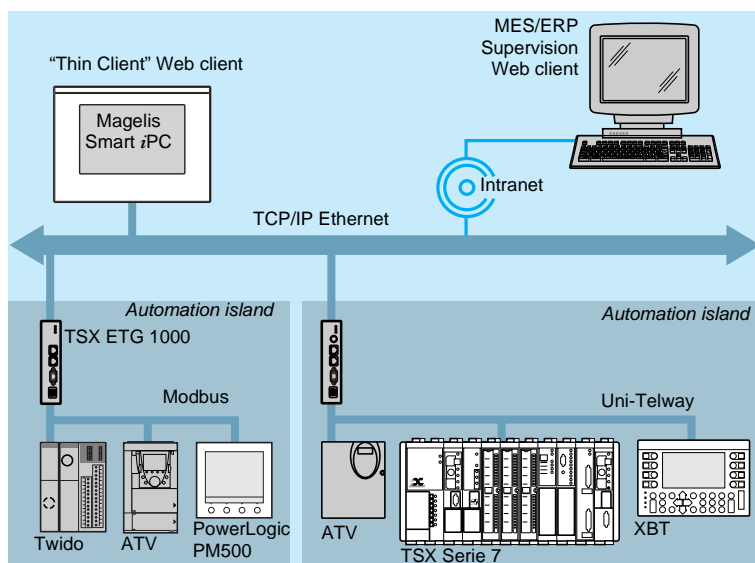 MES/ERP
Supervision
Web client
“Thin Client” Web client
Magelis
Smart iPC
Intranet
TCP/IP Ethernet
Automation island
Automation island
TSX ETG 1000
Modbus
Uni-Telway
Twido
ATV
PowerLogic
PM500
ATV
TSX Serie 7
XBT